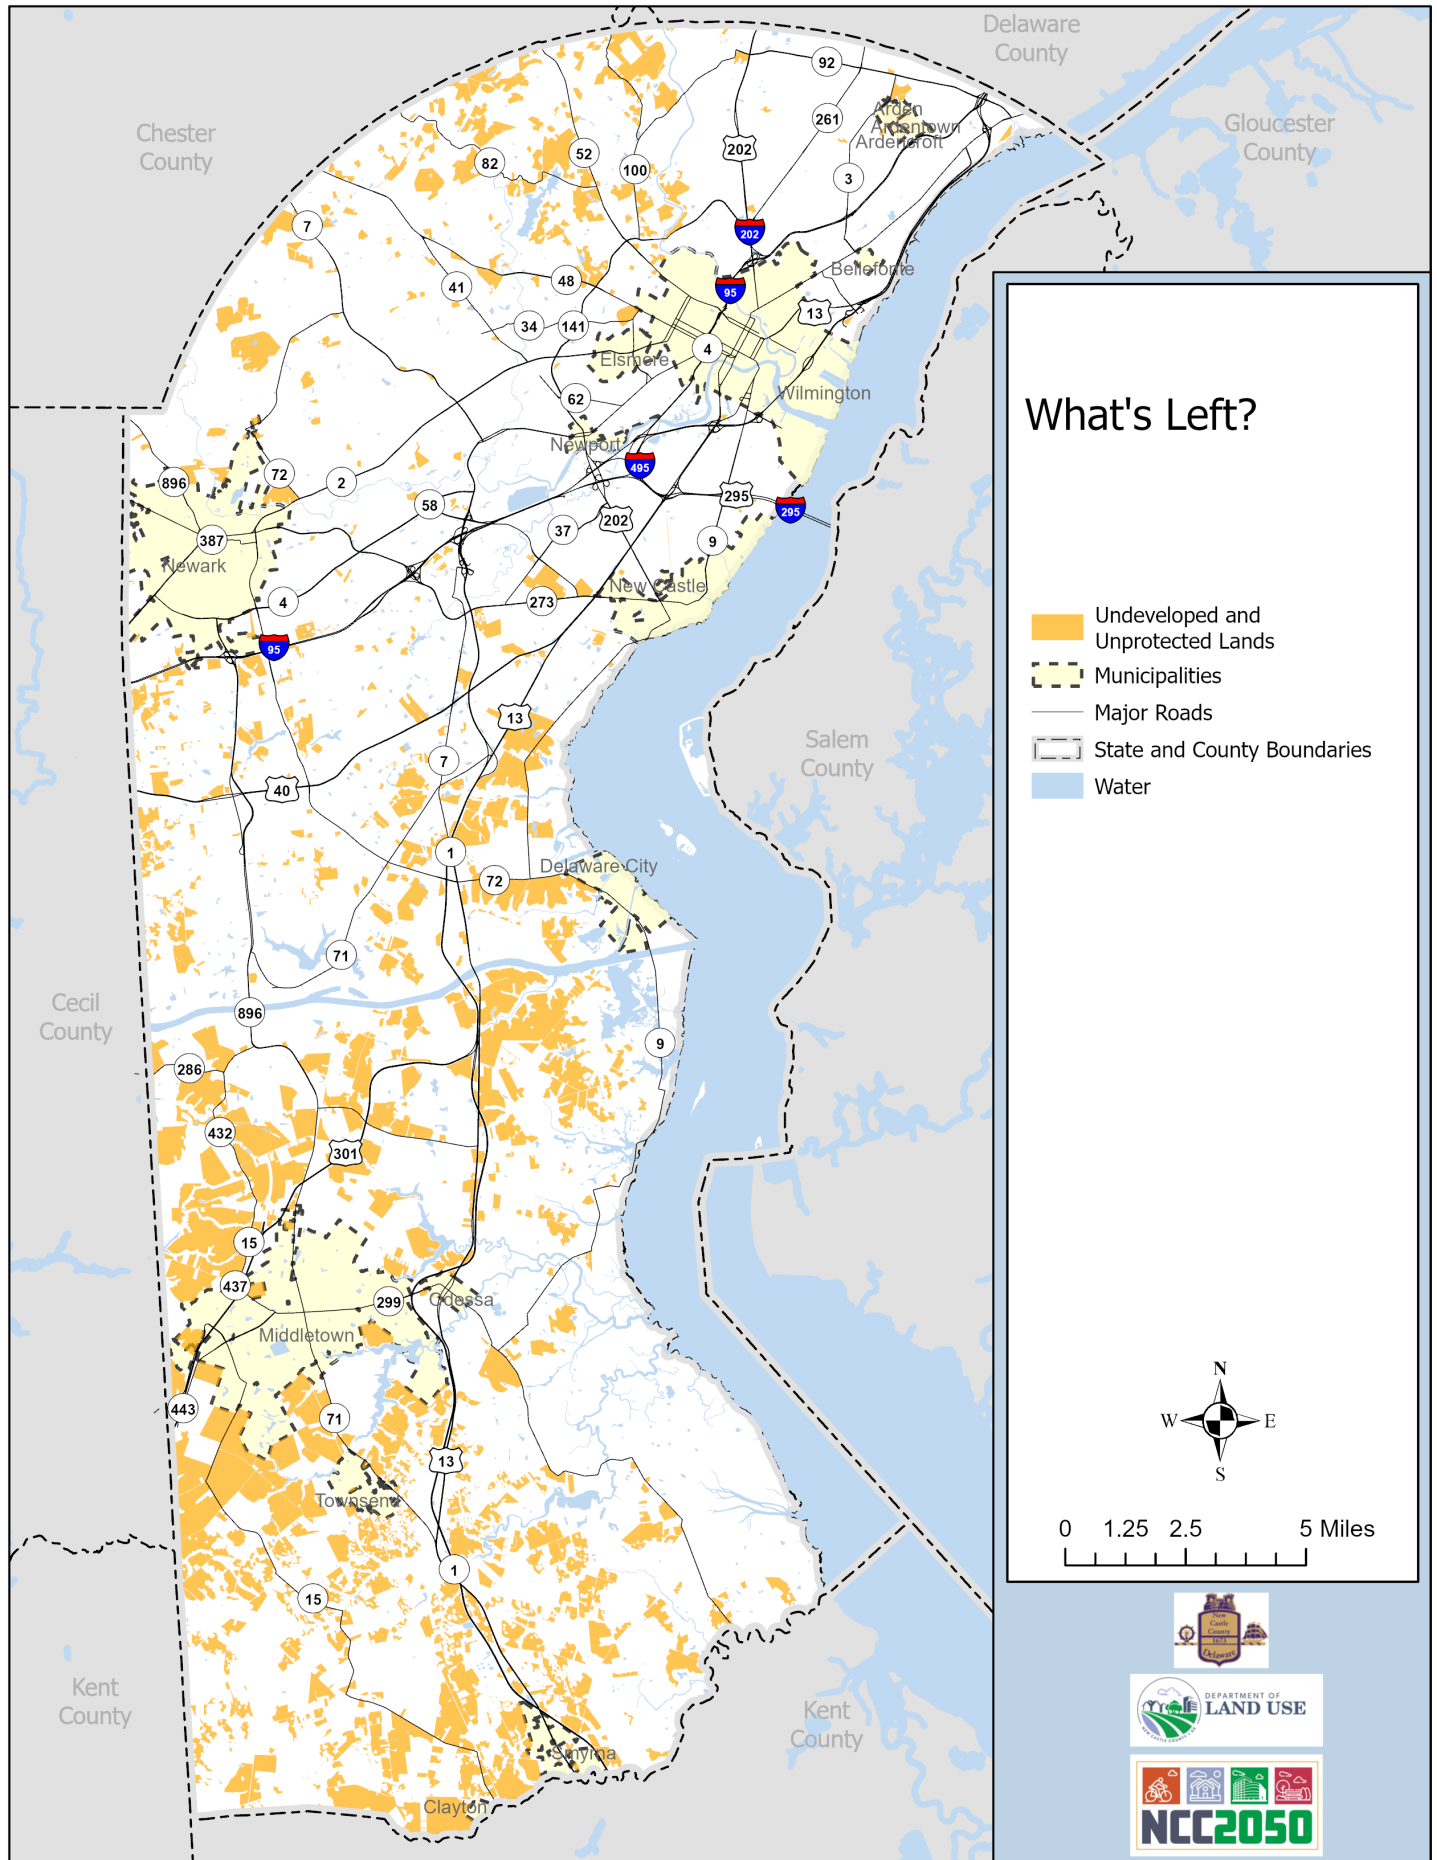 Delaware
County
Chester
County
Gloucester
County
92
261
Arden
Ardentown
Ardencroft
202
52
82
100
3
7
202
Bellefonte
48
41
95
13
34
141
4
Elsmere
Wilmington
62
Newport
495
896
72
2
295
295
58
202
37
9
387
Newark
New Castle
273
4
95
13
Salem
County
7
40
1
Delaware City
72
71
Cecil
County
896
9
286
432
301
15
437
299
Odessa
Middletown
443
71
13
Townsend
1
15
Kent
County
Kent
County
Smyrna
Clayton
What's Left?
Undeveloped and
Unprotected Lands
Municipalities
Major Roads
State and County Boundaries
Water
N
W E
S
0 1.25 2.5 5 Miles
New
Castle
County
1673
Delaware
DEPARTMENT OF
LAND USE
NCC2050